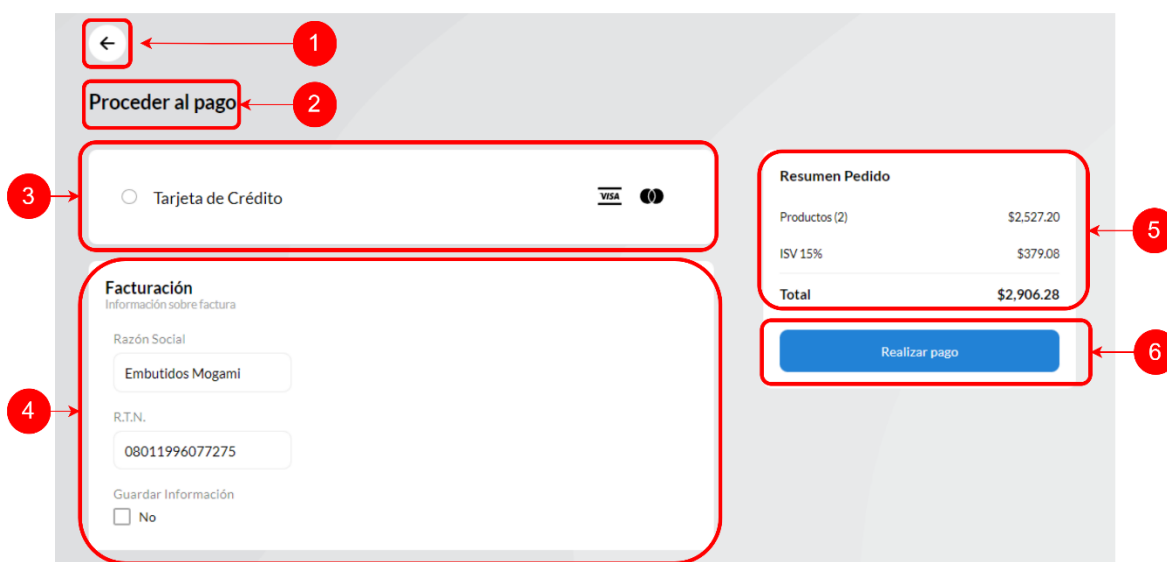 1
Proceder al pago
2
3
Tarjeta de Crédito
VISA
Facturación
Información sobre factura
Razón Social
Embutidos Mogami
4
R.T.N.
08011996077275
Guardar Información
No
Resumen Pedido
Productos (2) $2,527.20
5
ISV 15% $379.08
Total $2,906.28
Realizar pago
6